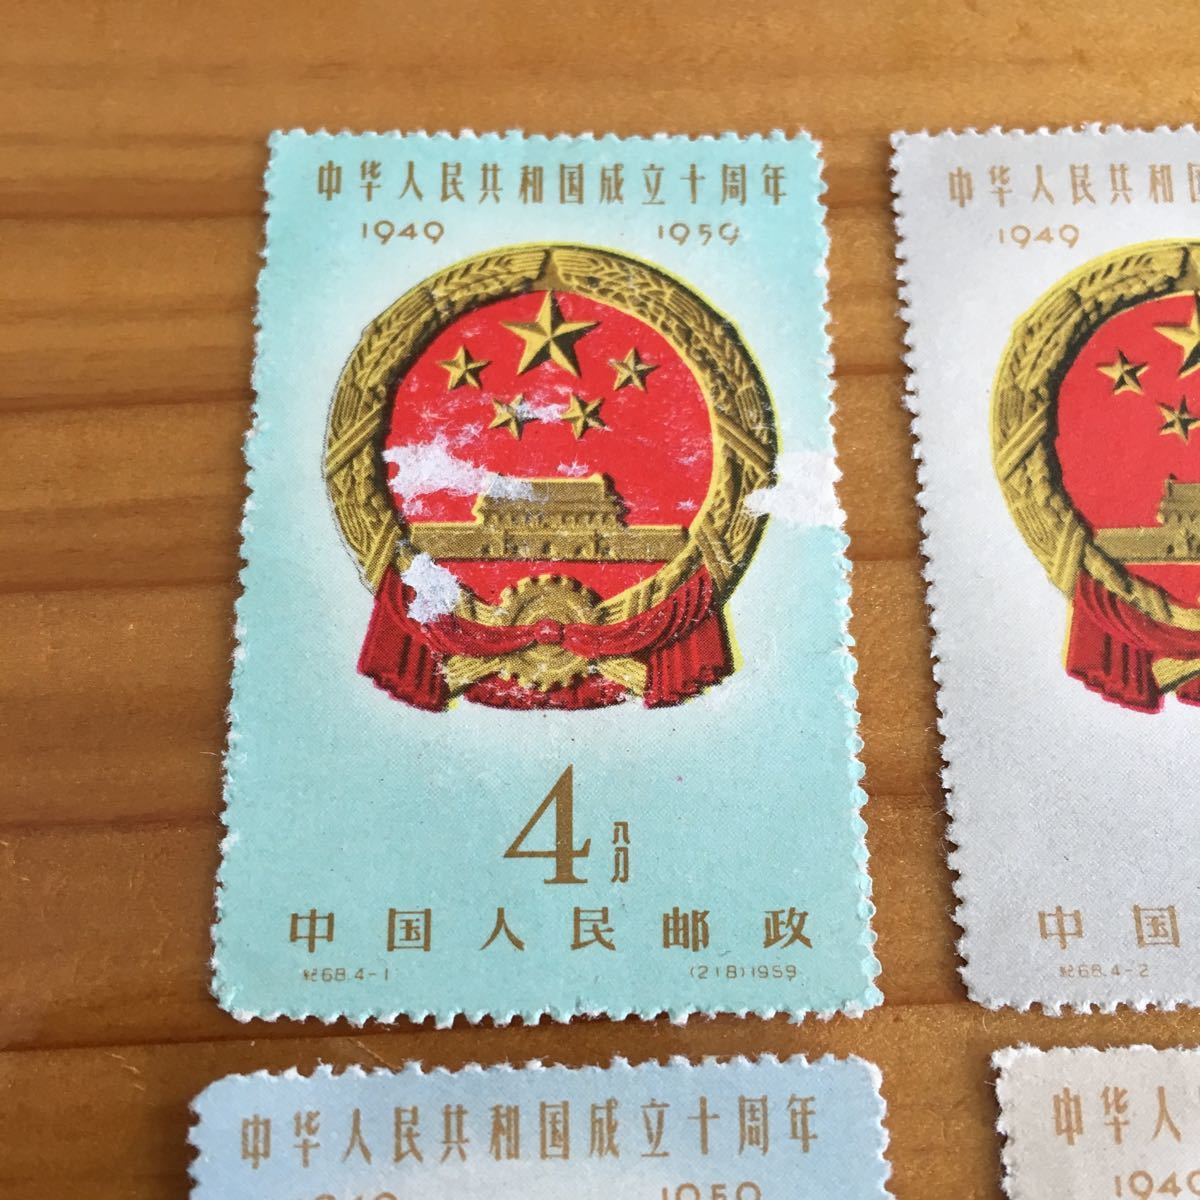 中华人民共和国成立十周年
1949 1959
4分
中国人民邮政
纪68.4-1 (218)1959
中华人民共和国
1949
中国
纪68.4-2
中华人民共和国成立十周年
1949 1959
中华人
1949